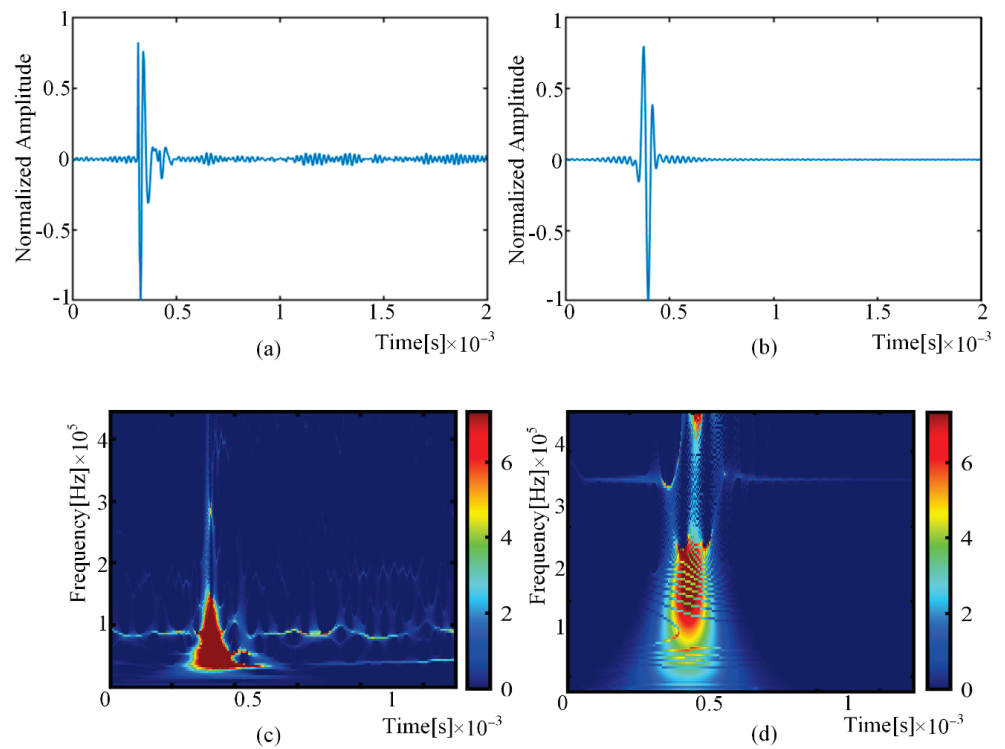 1
0.5
0
-0.5
-1
Normalized Amplitude
0 0.5 1 1.5 2
Time[s]×10⁻³
(a)
1
0.5
0
-0.5
-1
Normalized Amplitude
0 0.5 1 1.5 2
Time[s]×10⁻³
(b)
Frequency[Hz]×10⁵
4
3
2
1
0 0.5 1
6
4
2
0
Time[s]×10⁻³
(c)
Frequency[Hz]×10⁵
4
3
2
1
0 0.5 1
6
4
2
0
Time[s]×10⁻³
(d)